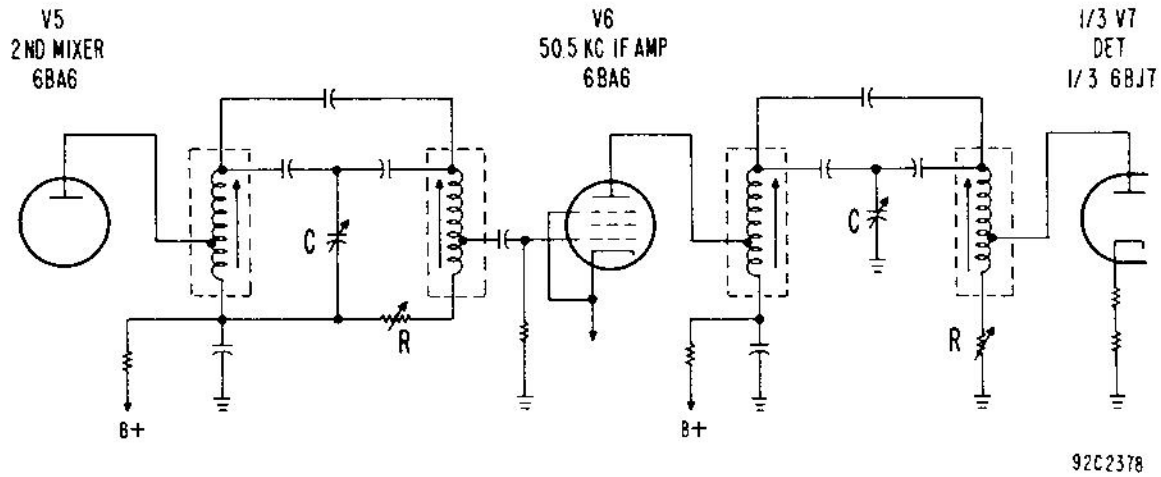 V5
2ND MIXER
6BA6
V6
50.5 KC IF AMP
6BA6
1/3 V7
DET
1/3 6BJ7
C
R
B+
C
R
B+
92C2378